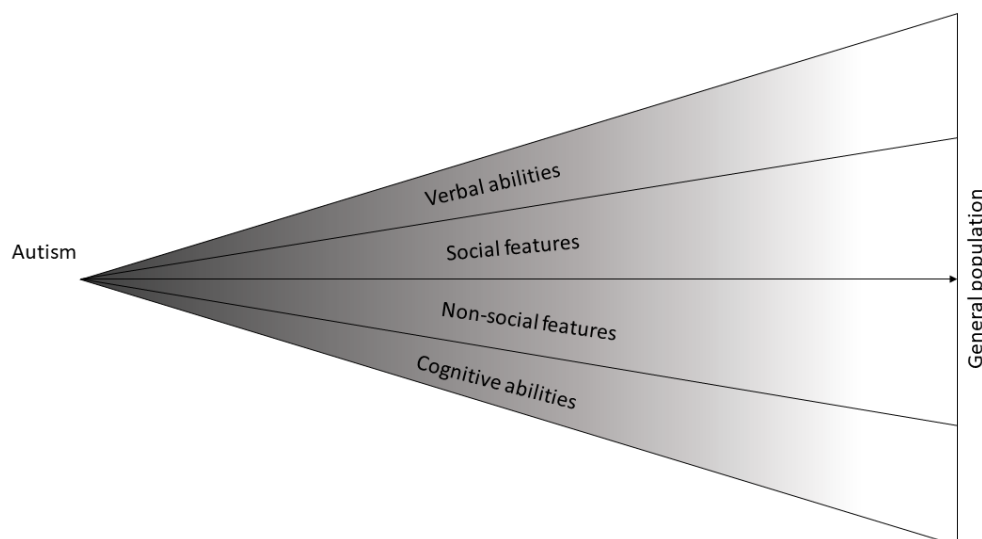 Verbal abilities
Autism
Social features
General population
Non-social features
Cognitive abilities